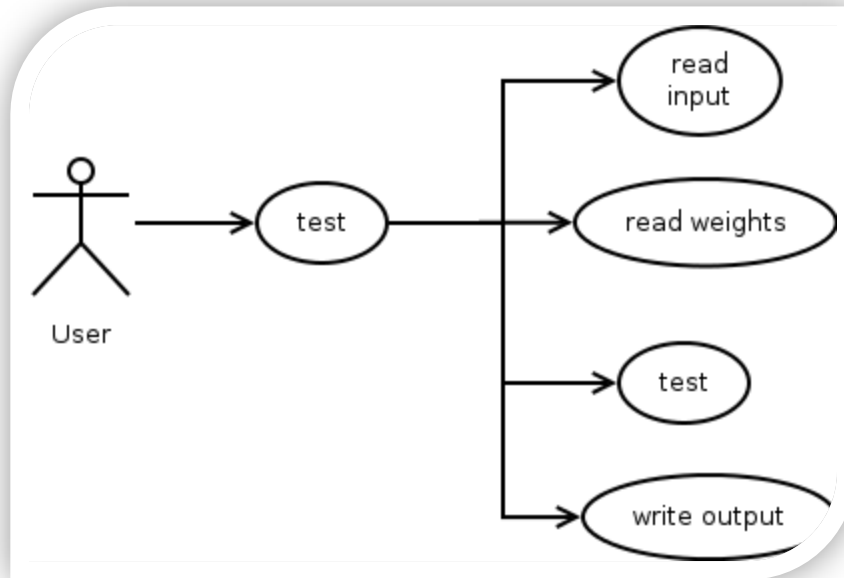 read
input
test
read weights
User
test
write output